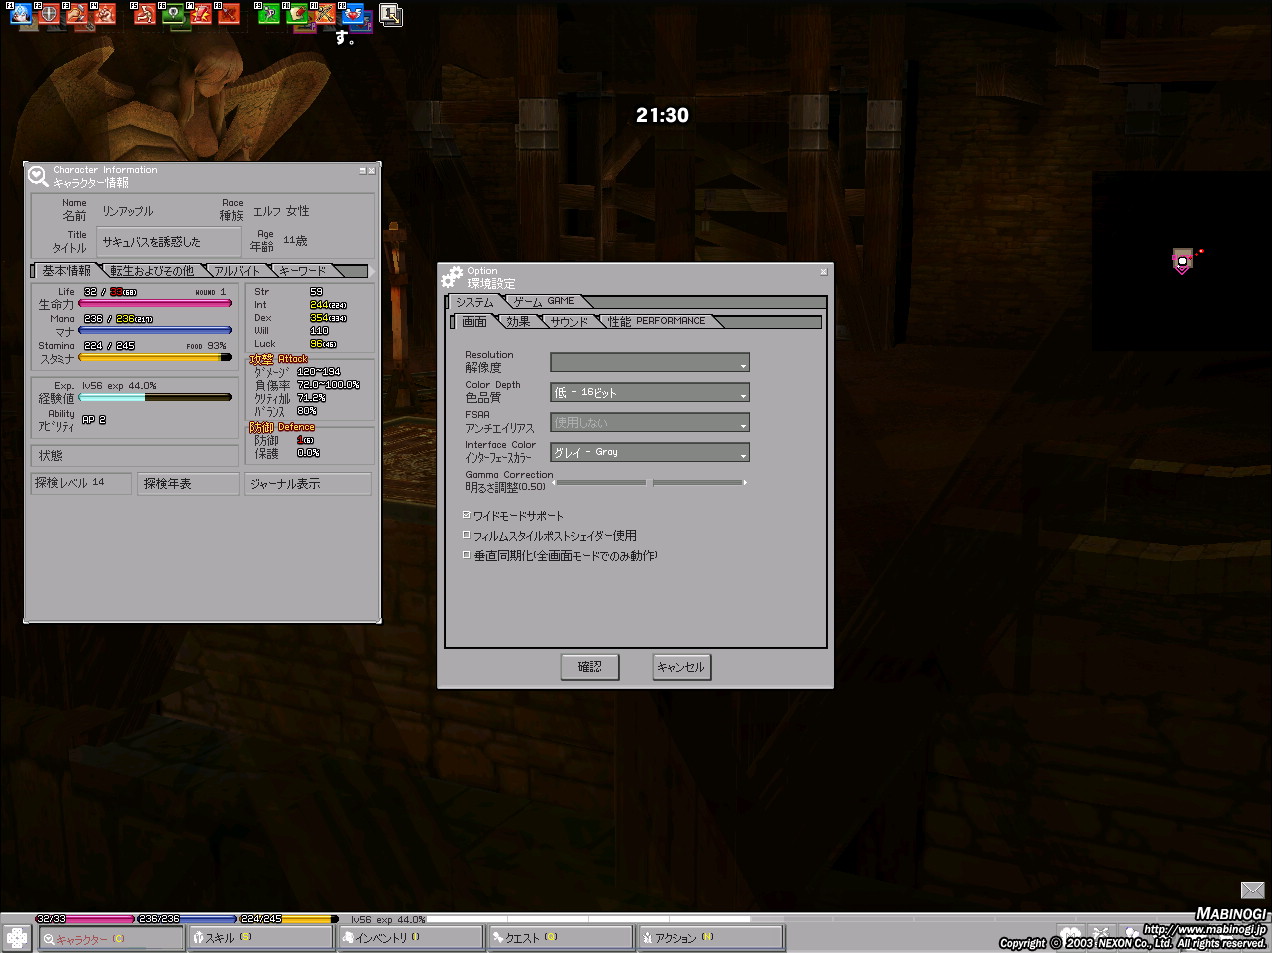 F1 F2 F3 F4 F5 F6 F7 F8 F9 F10 F11 F12 1
す。
21:30
Character Information
キャラクター情報
Name
名前 リンアップル
Race
種族 エルフ 女性
Title
タイトル サキュバスを誘惑した
Age
年齢 11歳
基本情報 転生およびその他 アルバイト キーワード
Life 32 / 33(68) WOUND 1
生命力
Mana 236 / 236(217)
マナ
Stamina 224 / 245 FOOD 93%
スタミナ
Exp. lv56 exp 44.0%
経験値
Ability
アビリティ AP 2
状態
探検レベル 14 探検年表 ジャーナル表示
Str 59
Int 244(224)
Dex 354(334)
Will 110
Luck 96(46)
攻撃 Attack
ダメージ 120~194
負傷率 72.0~100.0%
クリティカル 71.2%
バランス 80%
防御 Defence
防御 1(6)
保護 0.0%
Option
環境設定
システム ゲーム GAME
画面 効果 サウンド 性能 PERFORMANCE
Resolution
解像度
Color Depth
色品質 低 - 16ビット
FSAA
アンチエイリアス 使用しない
Interface Color
インターフェースカラー グレイ - Gray
Gamma Correction
明るさ調整(0.50)
ワイドモードサポート
フィルムスタイルポストシェイダー使用
垂直同期化(全画面モードでのみ動作)
確認 キャンセル
32/33 236/236 224/245 lv56 exp 44.0%
キャラクター (C) スキル (S) インベントリ (I) クエスト (Q) アクション (N)
MABINOGI
http://www.mabinogi.jp
Copyright © 2003 NEXON Co., Ltd. All rights reserved.